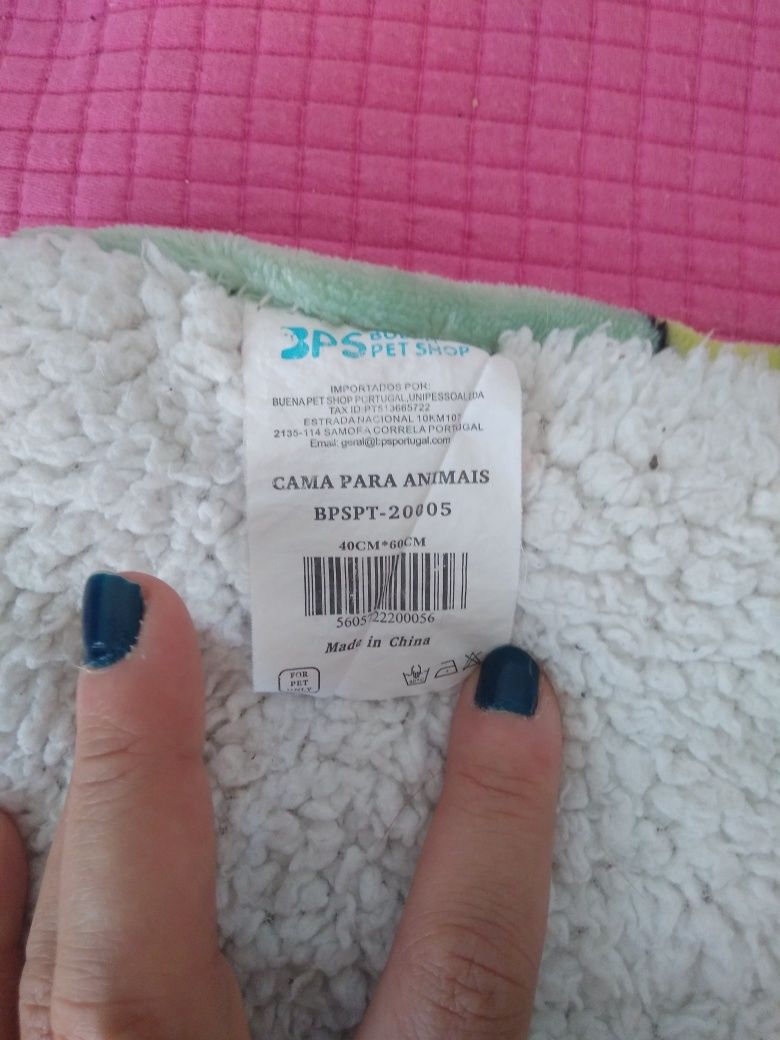 BPS
PET SHOP
IMPORTADOS POR:
BUENA PET SHOP PORTUGAL,UNIPESSOAL LDA
TAX ID:PT513665722
ESTRADA NACIONAL 10KM107
2135-114 SAMORA CORREIA PORTUGAL
Email: geral@bpsportugal.com
CAMA PARA ANIMAIS
BPSPT-20005
40CM*60CM
5605722200056
Made in China
FOR
PET
ONLY